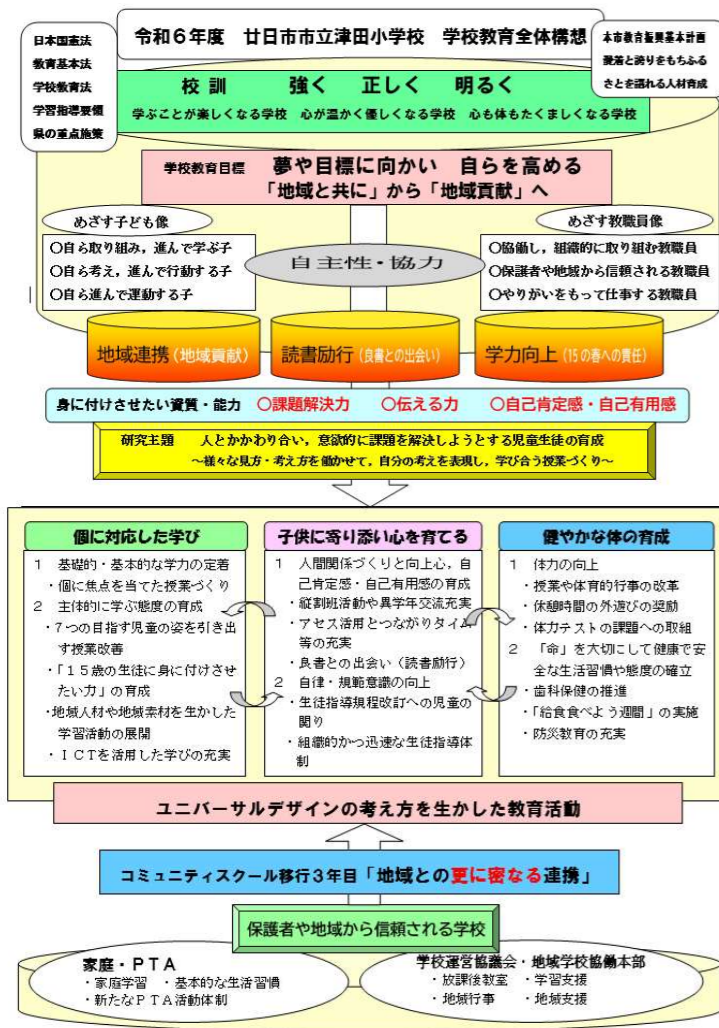 日本国憲法
教育基本法
学校教育法
学習指導要領
県の重点施策
令和6年度 廿日市市立津田小学校 学校教育全体構想
本市教育振興基本計画
愛着と誇りをもちふる
さとを語れる人材育成
校訓 強く 正しく 明るく
学ぶことが楽しくなる学校 心が温かく優しくなる学校 心も体もたくましくなる学校
学校教育目標 夢や目標に向かい 自らを高める
「地域と共に」から「地域貢献」へ
めざす子ども像
〇自ら取り組み，進んで学ぶ子
〇自ら考え，進んで行動する子
〇自ら進んで運動する子
自主性・協力
めざす教職員像
〇協働し，組織的に取り組む教職員
〇保護者や地域から信頼される教職員
〇やりがいをもって仕事する教職員
地域連携（地域貢献）
読書励行（良書との出会い）
学力向上（15の春への責任）
身に付けさせたい資質・能力 〇課題解決力 〇伝える力 〇自己肯定感・自己有用感
研究主題 人とかかわり合い，意欲的に課題を解決しようとする児童生徒の育成
～様々な見方・考え方を働かせて，自分の考えを表現し，学び合う授業づくり～
個に対応した学び
1 基礎的・基本的な学力の定着
・個に焦点を当てた授業づくり
2 主体的に学ぶ態度の育成
・7つの目指す児童の姿を引き出
す授業改善
・「15歳の生徒に身に付けさせ
たい力」の育成
・地域人材や地域素材を生かした
学習活動の展開
・ICTを活用した学びの充実
子供に寄り添い心を育てる
1 人間関係づくりと向上心，自
己肯定感・自己有用感の育成
・縦割班活動や異学年交流充実
・アセス活用とつながりタイム
等の充実
・良書との出会い（読書励行）
2 自律・規範意識の向上
・生徒指導規程改訂への児童の
関り
・組織的かつ迅速な生徒指導体
制
健やかな体の育成
1 体力の向上
・授業や体育的行事の改革
・休憩時間の外遊びの奨励
・体力テストの課題への取組
2 「命」を大切にして健康で安
全な生活習慣や態度の確立
・歯科保健の推進
・「給食食べよう週間」の実施
・防災教育の充実
ユニバーサルデザインの考え方を生かした教育活動
コミュニティスクール移行3年目「地域との更に密なる連携」
保護者や地域から信頼される学校
家庭・PTA
・家庭学習 ・基本的な生活習慣
・新たなPTA活動体制
学校運営協議会・地域学校協働本部
・放課後教室 ・学習支援
・地域行事 ・地域支援